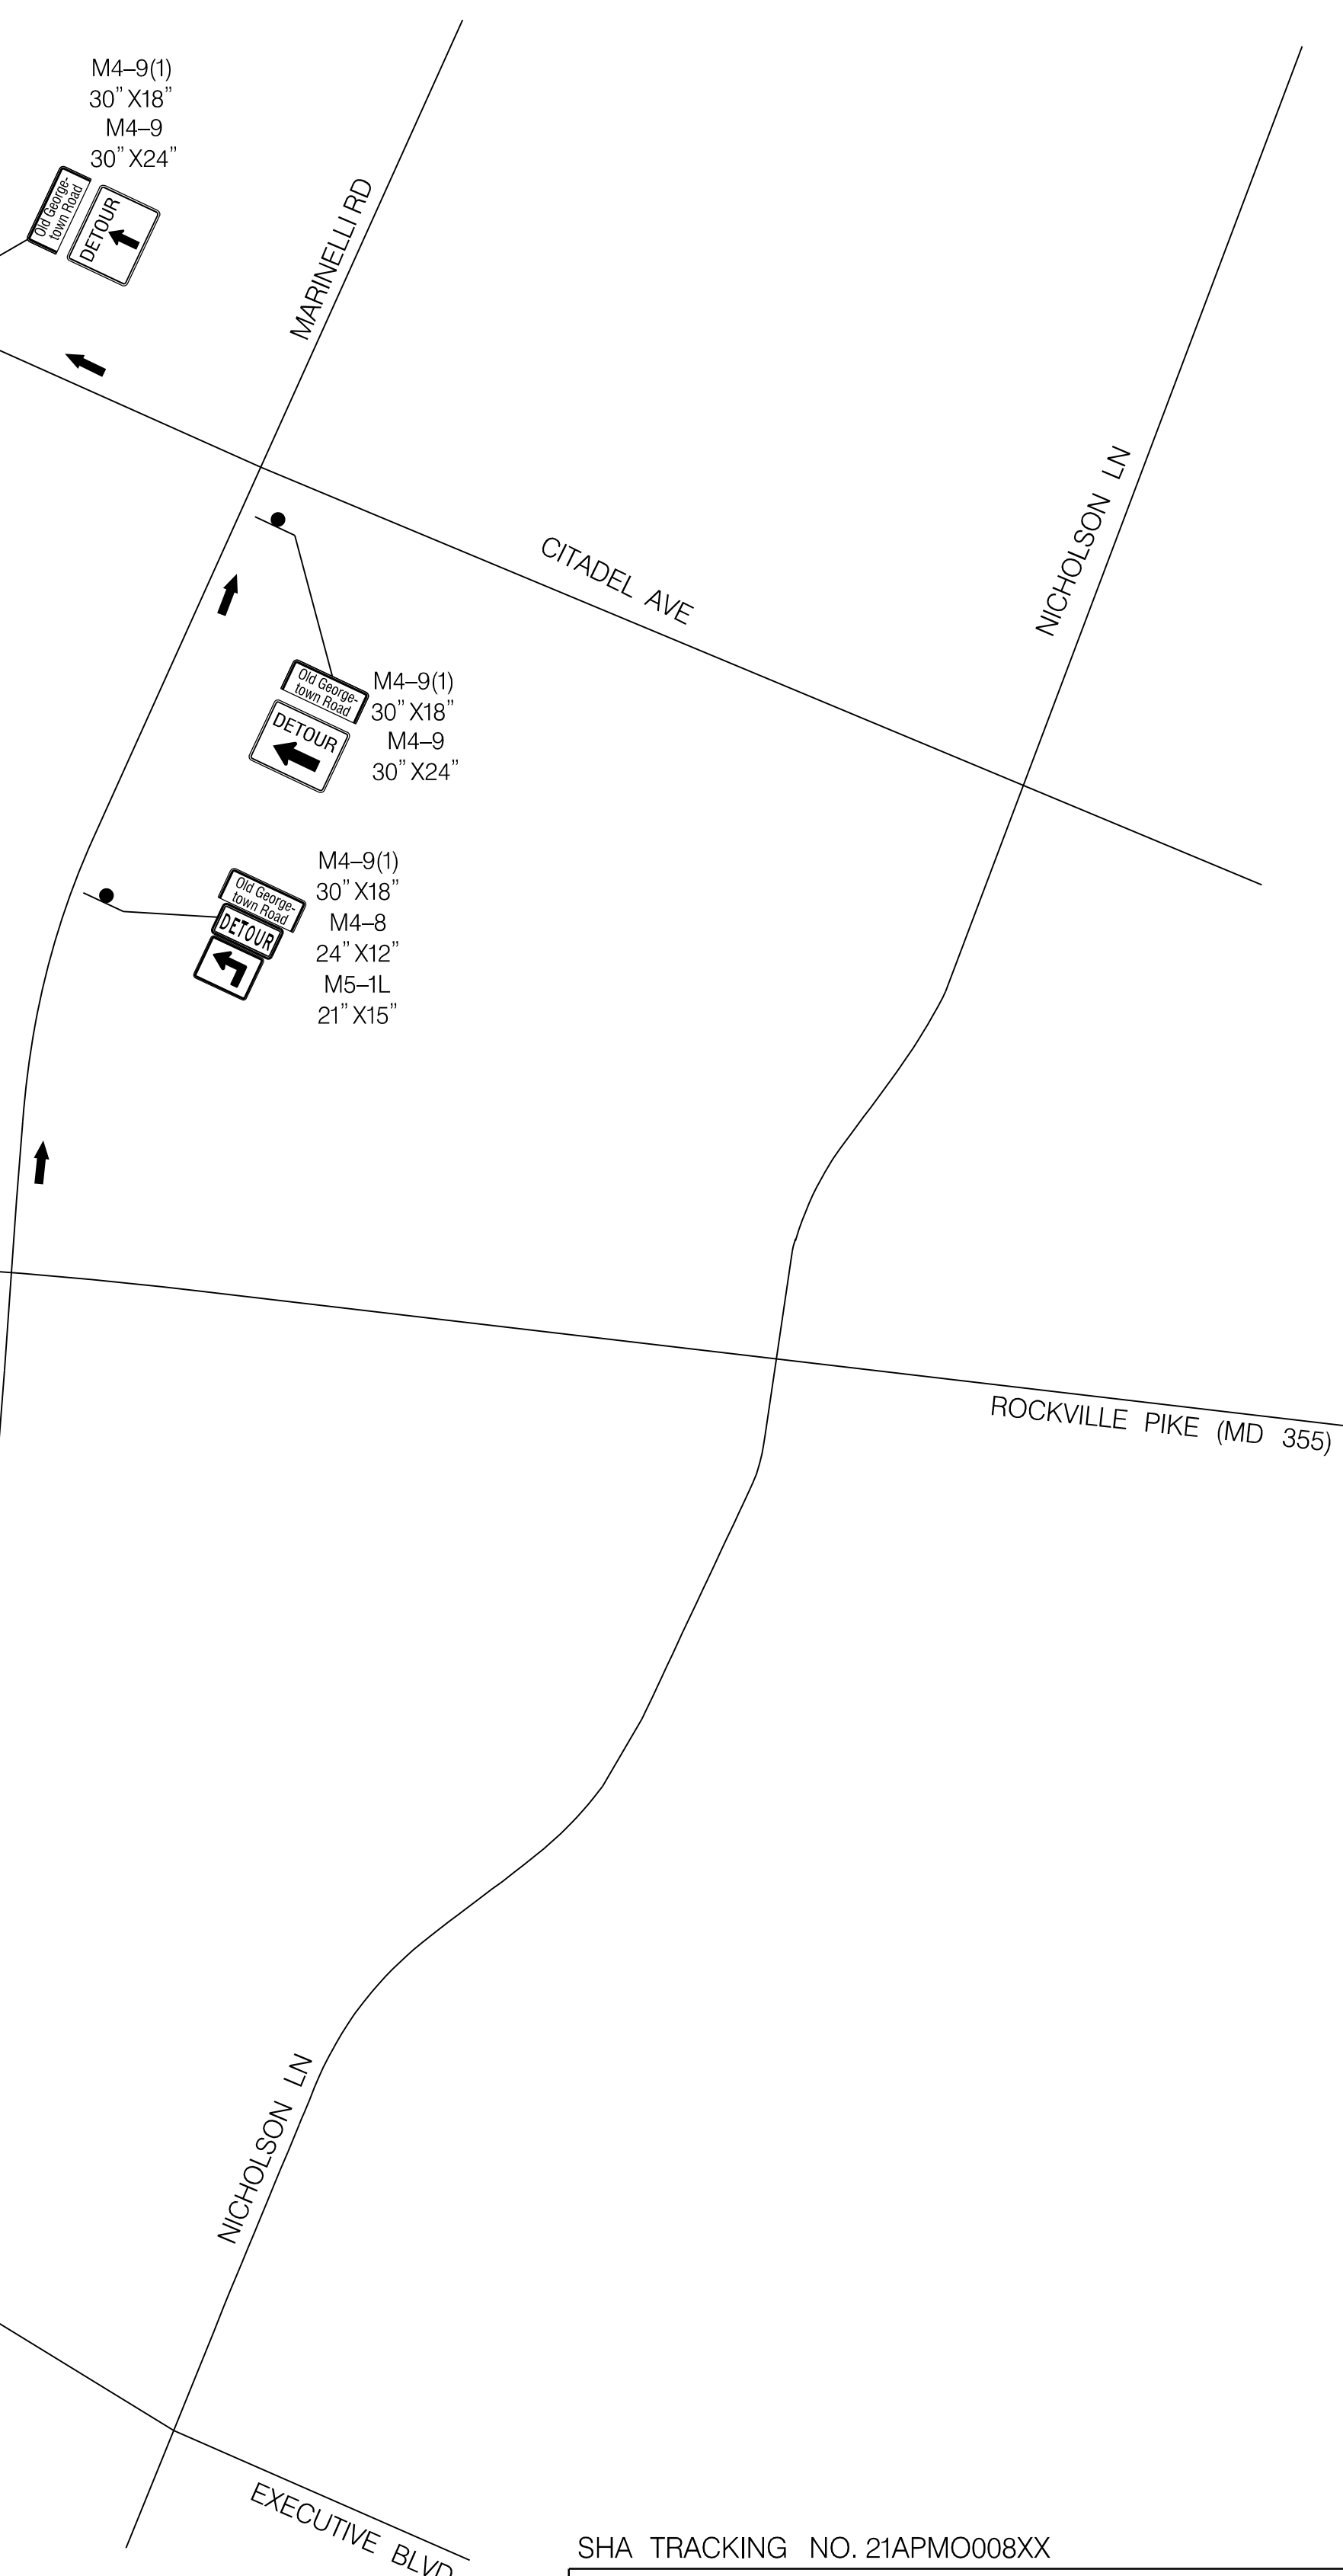 M4–9(1)
30" X18"
M4–9
30" X24"
Old George-
town Road
DETOUR
MARINELLI RD
NICHOLSON LN
CITADEL AVE
Old George-
town Road
DETOUR
M4–9(1)
30" X18"
M4–9
30" X24"
Old George-
town Road
DETOUR
M4–9(1)
30" X18"
M4–8
24" X12"
M5–1L
21" X15"
ROCKVILLE PIKE (MD 355)
NICHOLSON LN
EXECUTIVE BLVD
SHA TRACKING NO. 21APMO008XX